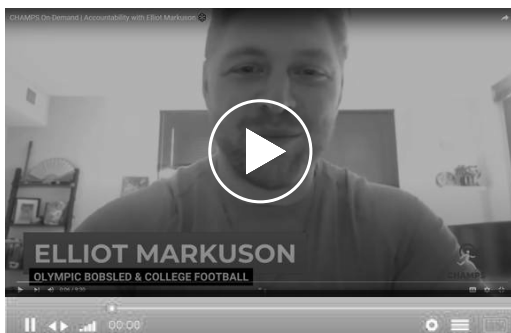 CHAMPS On-Demand | Accountability with Elliot Markuson
ELLIOT MARKUSON
OLYMPIC BOBSLED & COLLEGE FOOTBALL
CHAMPS
00:00